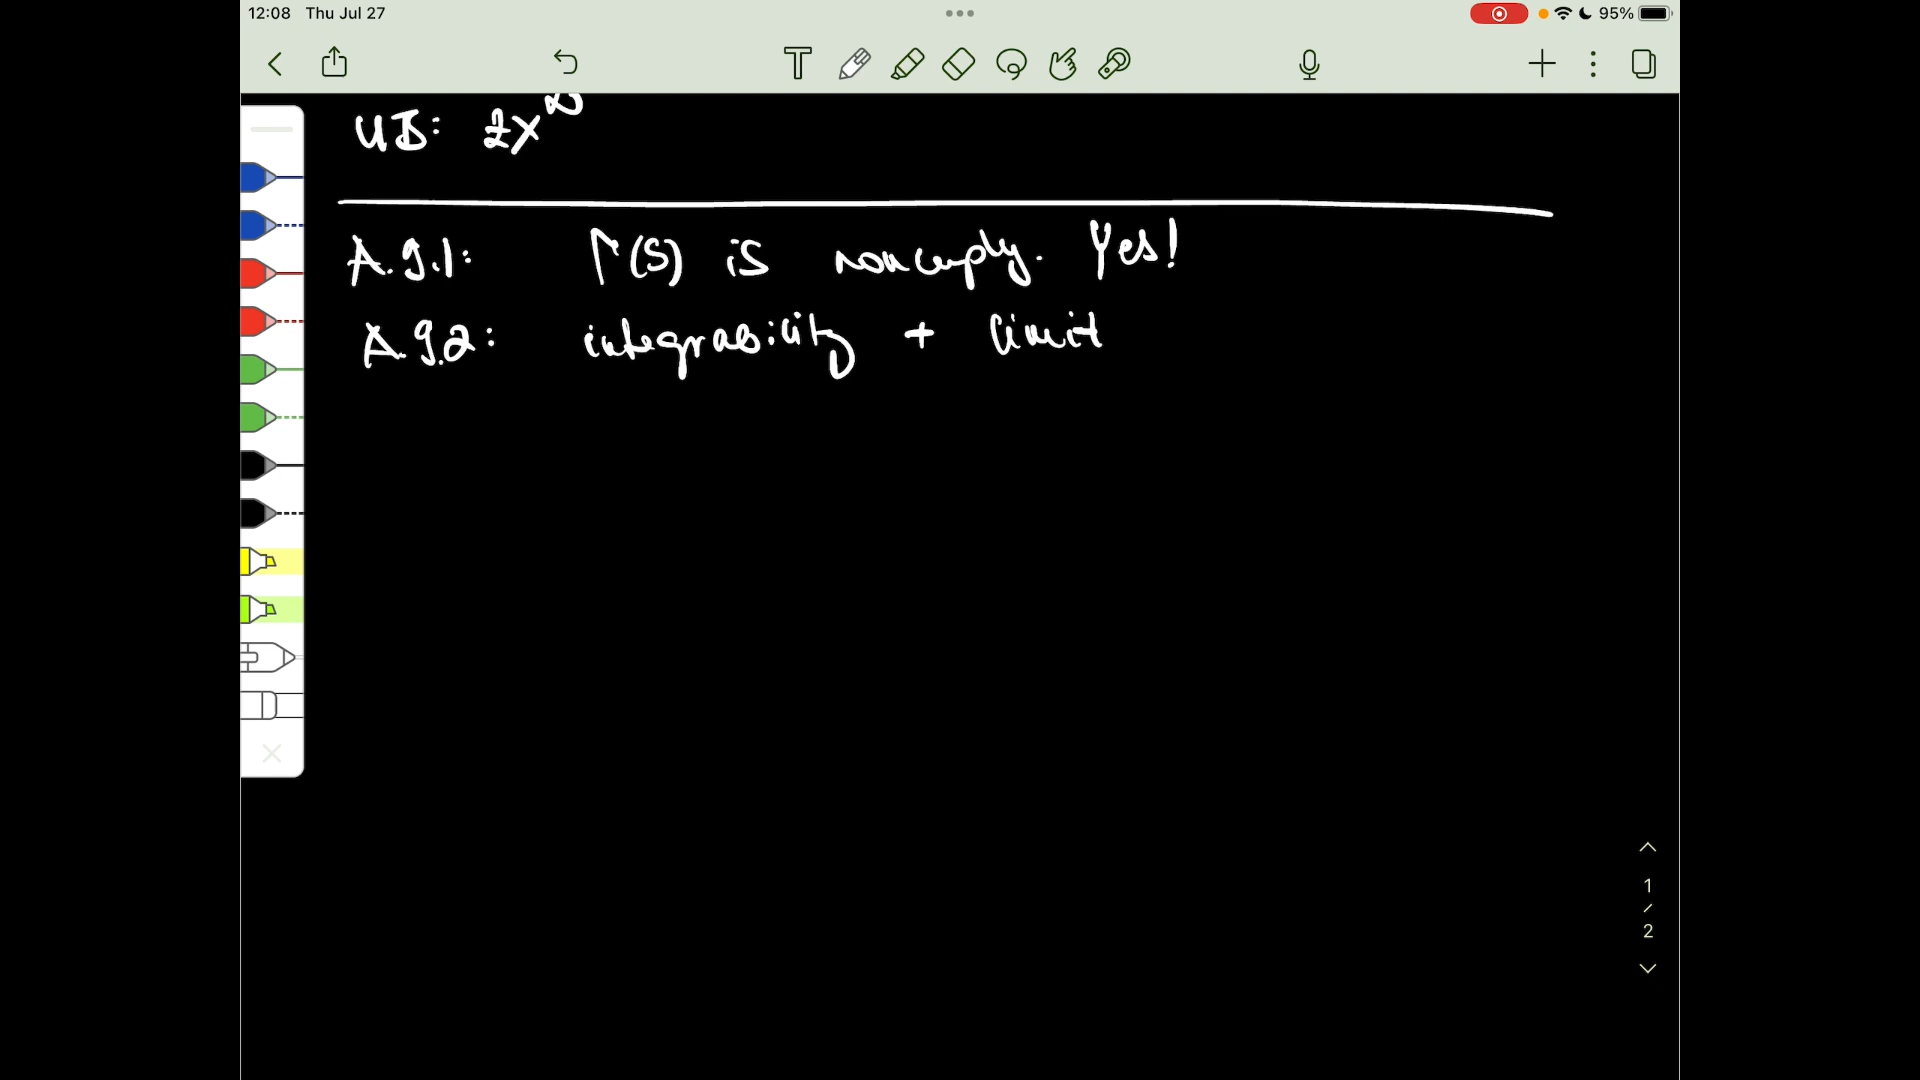 12:08 Thu Jul 27 95%
UB: 2x^α
A.9.1: Γ(S) is nonempty. Yes!
A.9.2: integrability + limit
1
/
2